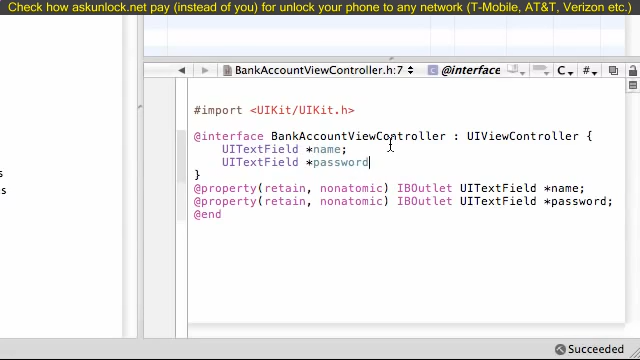 Check how askunlock.net pay (instead of you) for unlock your phone to any network (T-Mobile, AT&T, Verizon etc.)
BankAccountViewController.h:7 @interface C #
#import <UIKit/UIKit.h>
@interface BankAccountViewController : UIViewController {
UITextField *name;
UITextField *password
}
@property(retain, nonatomic) IBOutlet UITextField *name;
@property(retain, nonatomic) IBOutlet UITextField *password;
@end
Succeeded